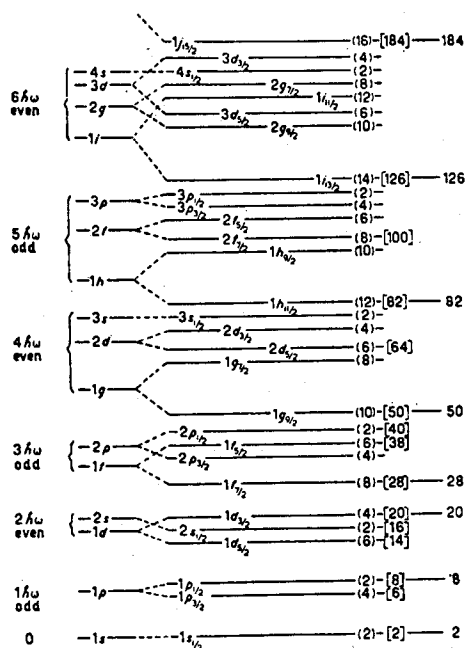 1j₁₅/₂ (16)-[184]- 184
3d₃/₂ (4)
4s 4s₁/₂ (2)
3d 2g₇/₂ (8)
6ħω 1i₁₁/₂ (12)
even 2g 3d₅/₂ (6)
2g₉/₂ (10)
1i
1i₁₃/₂ (14)-[126]- 126
3p₁/₂ (2)
3p 3p₃/₂ (4)
2f₅/₂ (6)
5ħω 2f 2f₇/₂ (8)-[100]
odd 1h₉/₂ (10)
1h
1h₁₁/₂ (12)-[82]- 82
3s 3s₁/₂ (2)
2d₃/₂ (4)
4ħω 2d 2d₅/₂ (6)-[64]
even 1g₇/₂ (8)
1g
1g₉/₂ (10)-[50]- 50
2p₁/₂ (2)-[40]
3ħω 2p 1f₅/₂ (6)-[38]
odd 1f 2p₃/₂ (4)
1f₇/₂ (8)-[28]- 28
1d₃/₂ (4)-[20]- 20
2ħω 2s 2s₁/₂ (2)-[16]
even 1d 1d₅/₂ (6)-[14]
1p₁/₂ (2)-[8]- 8
1ħω 1p 1p₃/₂ (4)-[6]
odd
0 1s 1s₁/₂ (2)-[2]- 2